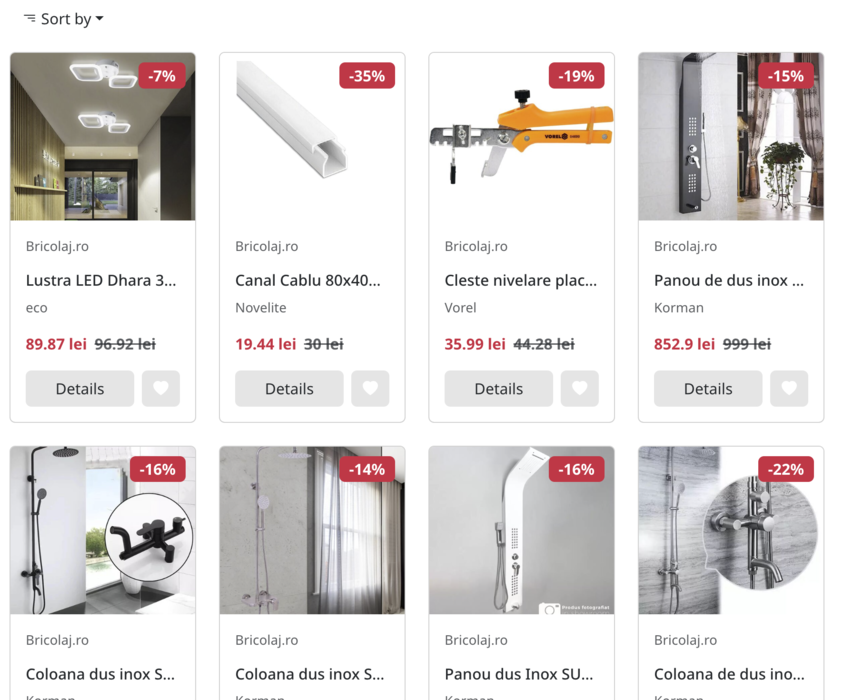 Sort by
-7%
-35%
-19%
-15%
VOREL
Bricolaj.ro
Bricolaj.ro
Bricolaj.ro
Bricolaj.ro
Lustra LED Dhara 3...
Canal Cablu 80x40...
Cleste nivelare plac...
Panou de dus inox ...
eco
Novelite
Vorel
Korman
89.87 lei 96.92 lei
19.44 lei 30 lei
35.99 lei 44.28 lei
852.9 lei 999 lei
Details
Details
Details
Details
-16%
-14%
-16%
-22%
Produs fotografiat
Bricolaj.ro
Bricolaj.ro
Bricolaj.ro
Bricolaj.ro
Coloana dus inox S...
Coloana dus inox S...
Panou dus Inox SU...
Coloana de dus ino...
Korman
Korman
Korman
Korman